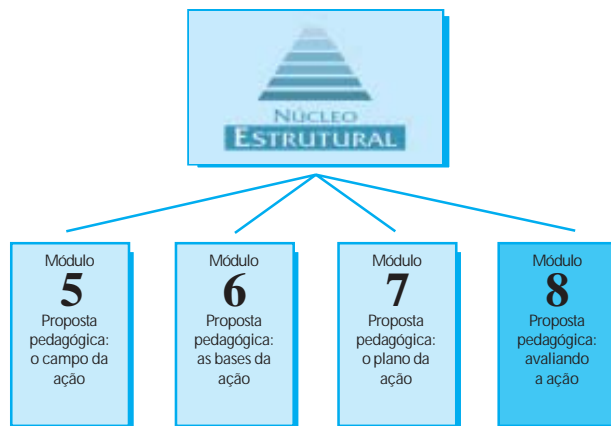 NÚCLEO
ESTRUTURAL
Módulo
5
Proposta
pedagógica:
o campo da
ação
Módulo
6
Proposta
pedagógica:
as bases da
ação
Módulo
7
Proposta
pedagógica:
o plano da
ação
Módulo
8
Proposta
pedagógica:
avaliando
a ação